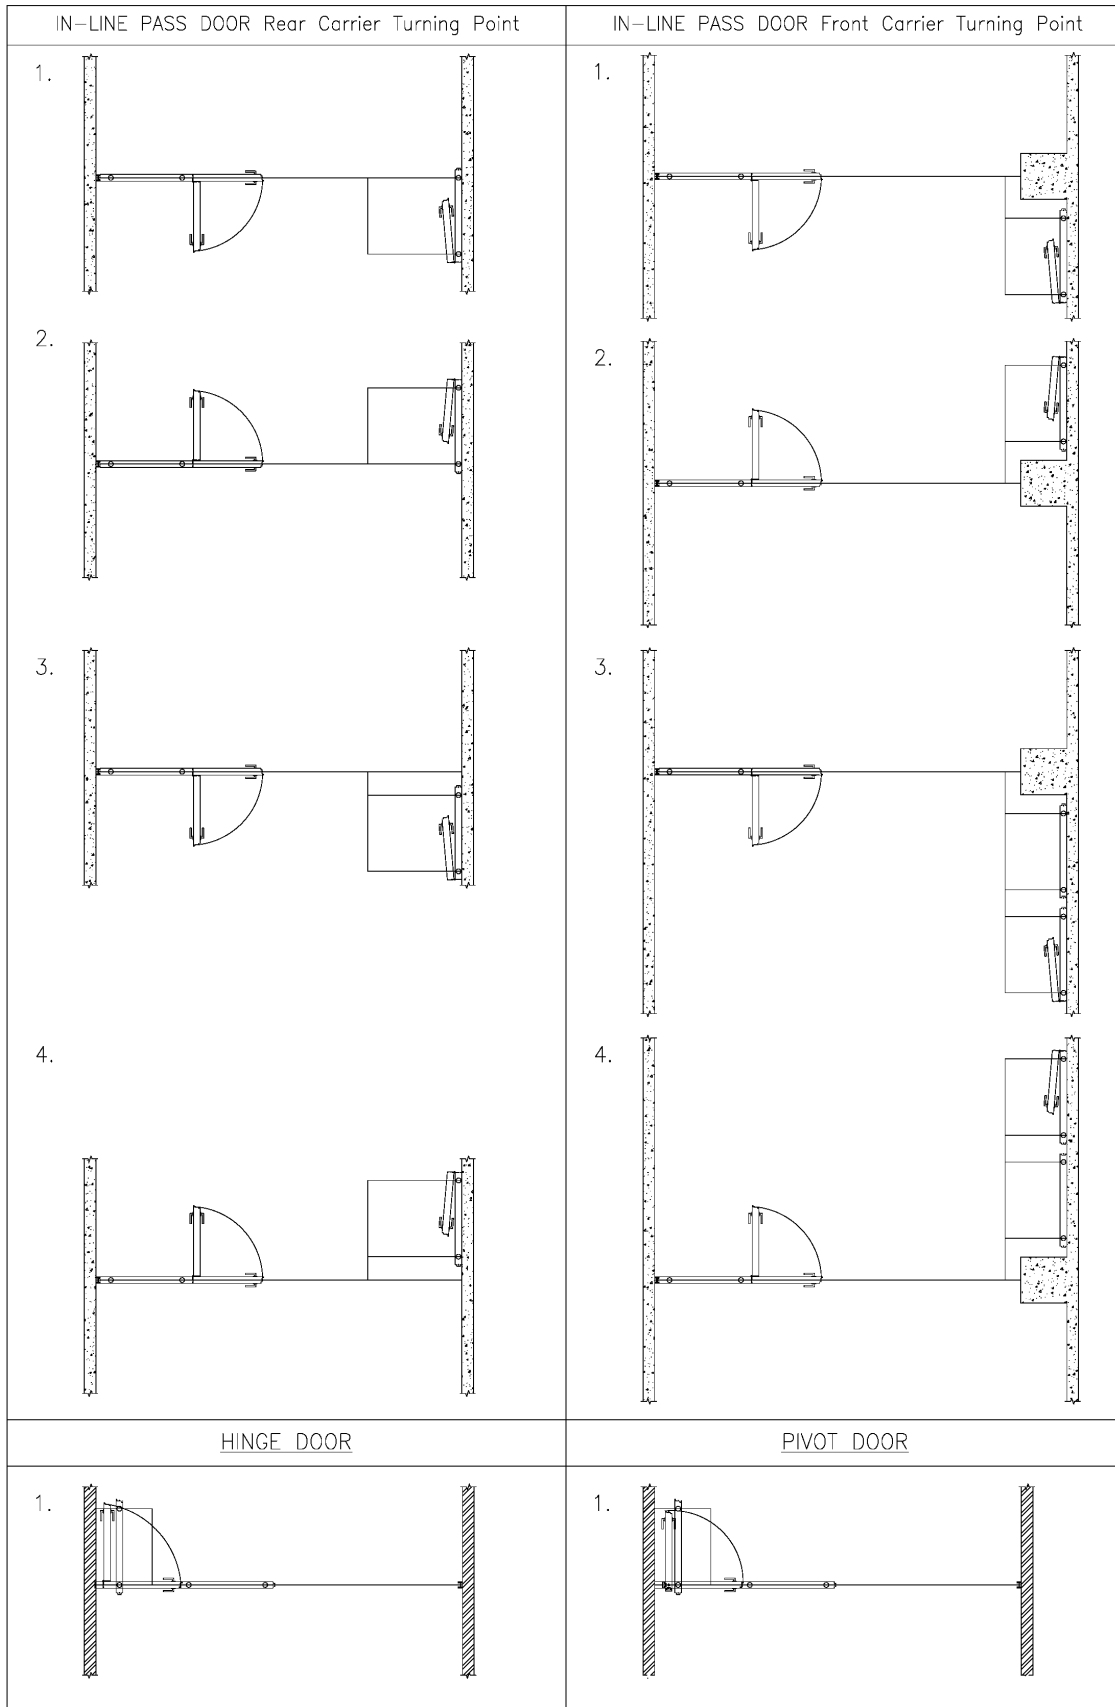 IN-LINE PASS DOOR Rear Carrier Turning Point
1.
2.
3.
4.
IN-LINE PASS DOOR Front Carrier Turning Point
1.
2.
3.
4.
HINGE DOOR
1.
PIVOT DOOR
1.